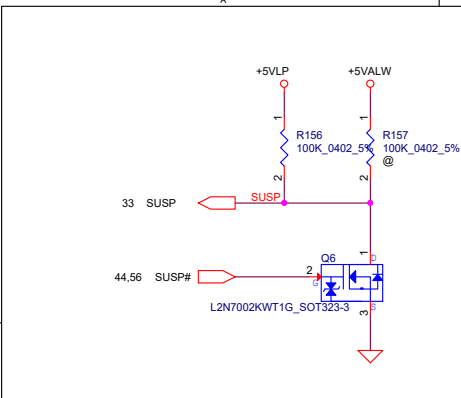 A
+5VLP +5VALW
1 1
R156 R157
100K_0402_5% 100K_0402_5%
@
2 2
33 SUSP SUSP
1 D
Q6
44,56 SUSP# 2 G
3 S
L2N7002KWT1G_SOT323-3